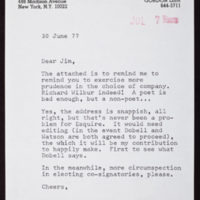 488 Madison Avenue
GORDON LISH
New York, N.Y. 10022
644-5711
JUL 7
20 June 77
Dear Jim,
The attached is to remind me to
remind you to exercise more
prudence in the choice of company.
Richard Wilbur indeed! A poet is
bad enough, but a non-poet...
Yes, the address is snappish, all
right, but that's never been a pro-
blem for Esquire. It would need
editing (in the event Dobell and
Watson are both agreed to proceed),
the which it will be my contribution
to happily make. First to see what
Dobell says.
In the meanwhile, more circumspection
in electing co-signatories, please.
Cheers,